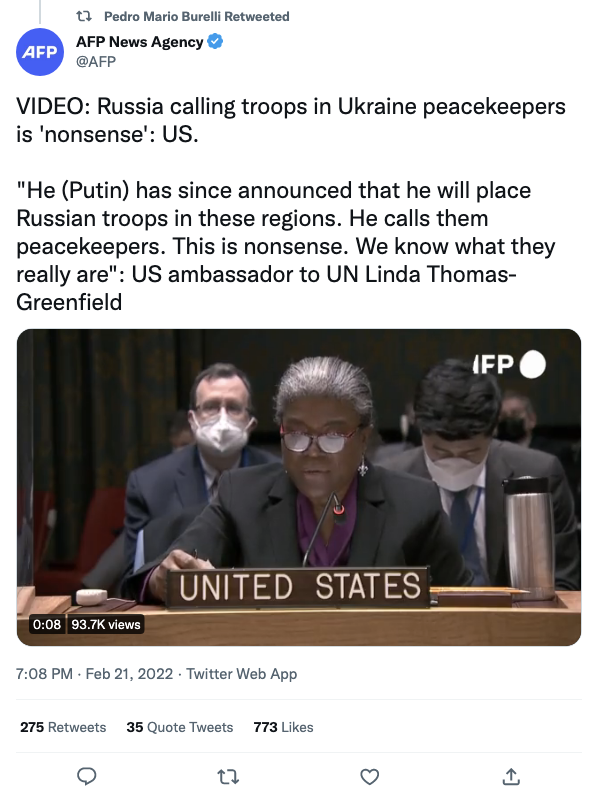 Pedro Mario Burelli Retweeted
AFP
AFP News Agency
@AFP
VIDEO: Russia calling troops in Ukraine peacekeepers
is 'nonsense': US.
"He (Putin) has since announced that he will place
Russian troops in these regions. He calls them
peacekeepers. This is nonsense. We know what they
really are": US ambassador to UN Linda Thomas-
Greenfield
IFP
UNITED STATES
0:08 93.7K views
7:08 PM · Feb 21, 2022 · Twitter Web App
275 Retweets 35 Quote Tweets 773 Likes